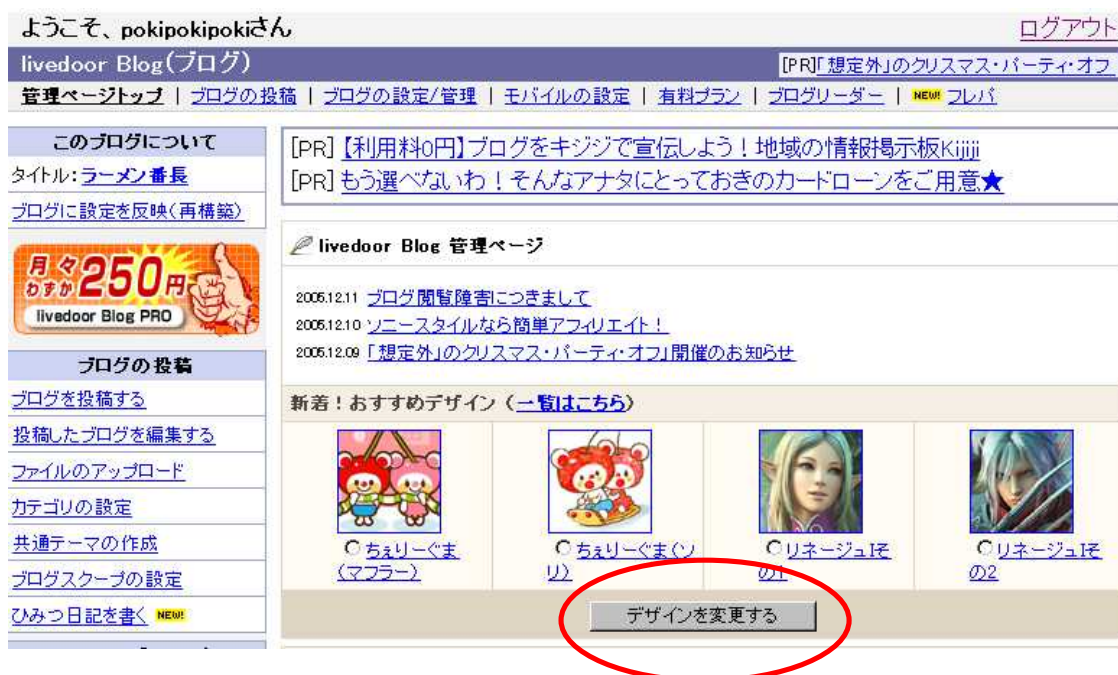 ようこそ、pokipokipokiさん
ログアウト
livedoor Blog(ブログ)
[PR]「想定外」のクリスマス・パーティ・オフ
管理ページトップ | ブログの投稿 | ブログの設定/管理 | モバイルの設定 | 有料プラン | ブログリーダー | NEW! フレパ
このブログについて
タイトル：ラーメン番長
ブログに設定を反映(再構築)
月々わずか250円
livedoor Blog PRO
ブログの投稿
ブログを投稿する
投稿したブログを編集する
ファイルのアップロード
カテゴリの設定
共通テーマの作成
ブログスコープの設定
ひみつ日記を書く NEW!
[PR]【利用料0円】ブログをキジジで宣伝しよう！地域の情報掲示板Kijiji
[PR] もう選べないわ！そんなアナタにとっておきのカードローンをご用意★
livedoor Blog 管理ページ
2005.12.11 ブログ閲覧障害につきまして
2005.12.10 ソニースタイルなら簡単アフィリエイト！
2005.12.09 「想定外」のクリスマス・パーティ・オフ」開催のお知らせ
新着！おすすめデザイン（一覧はこちら）
ちぇりーぐま
(マフラー)
ちぇりーぐま(ソ
リ)
リネージュIIそ
の1
リネージュIIそ
の2
デザインを変更する